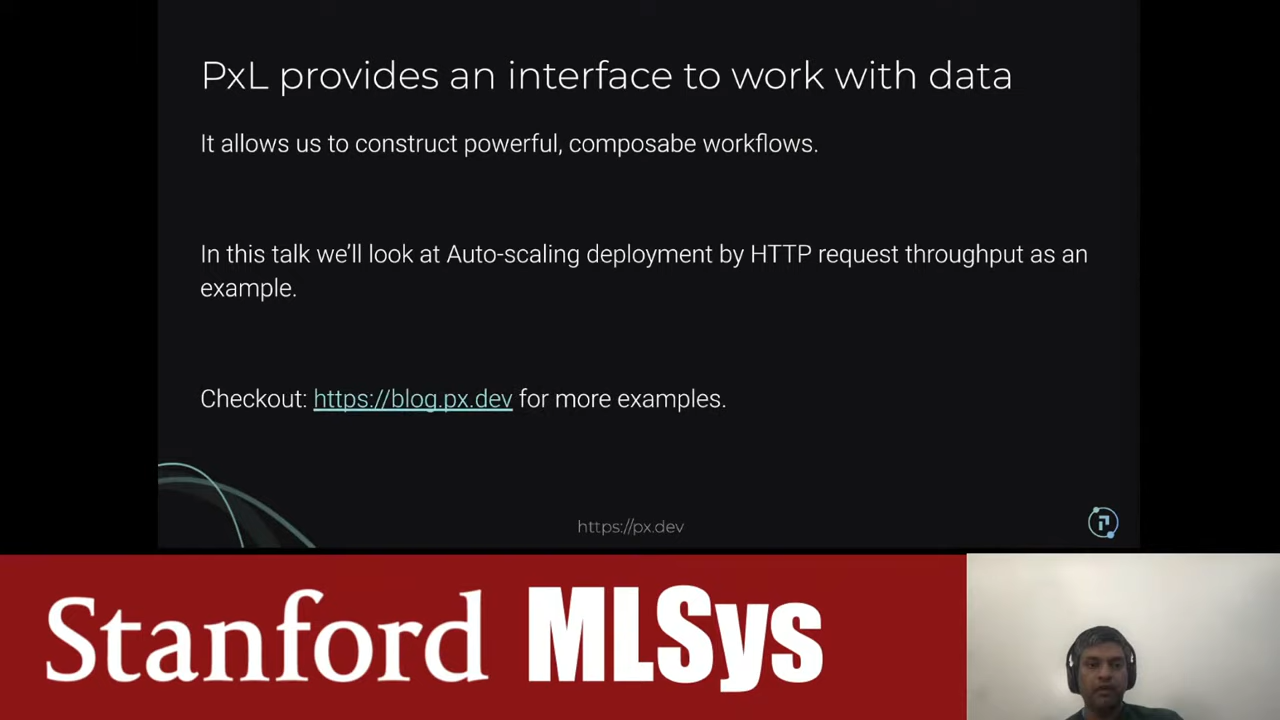 PxL provides an interface to work with data
It allows us to construct powerful, composabe workflows.
In this talk we'll look at Auto-scaling deployment by HTTP request throughput as an
example.
Checkout: https://blog.px.dev for more examples.
https://px.dev
Stanford MLSys